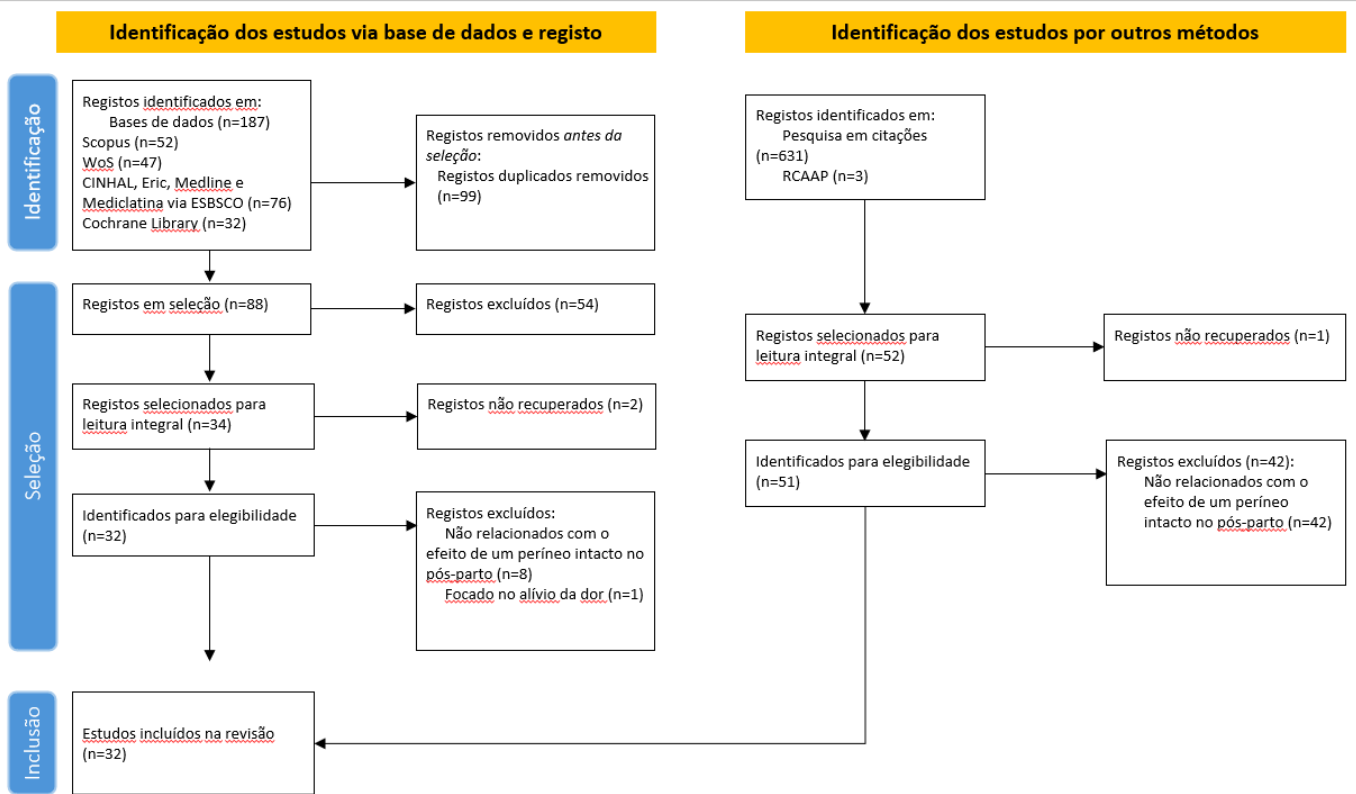 Identificação dos estudos via base de dados e registo
Identificação dos estudos por outros métodos
Identificação
Registos identificados em:
Bases de dados (n=187)
Scopus (n=52)
WoS (n=47)
CINHAL, Eric, Medline e
Mediclatina via ESBSCO (n=76)
Cochrane Library (n=32)
Registos removidos antes da
seleção:
Registos duplicados removidos
(n=99)
Registos identificados em:
Pesquisa em citações
(n=631)
RCAAP (n=3)
Seleção
Registos em seleção (n=88)
Registos excluídos (n=54)
Registos selecionados para
leitura integral (n=34)
Registos não recuperados (n=2)
Identificados para elegibilidade
(n=32)
Registos excluídos:
Não relacionados com o
efeito de um períneo intacto no
pós-parto (n=8)
Focado no alívio da dor (n=1)
Registos selecionados para
leitura integral (n=52)
Registos não recuperados (n=1)
Identificados para elegibilidade
(n=51)
Registos excluídos (n=42):
Não relacionados com o
efeito de um períneo
intacto no pós-parto (n=42)
Inclusão
Estudos incluídos na revisão
(n=32)